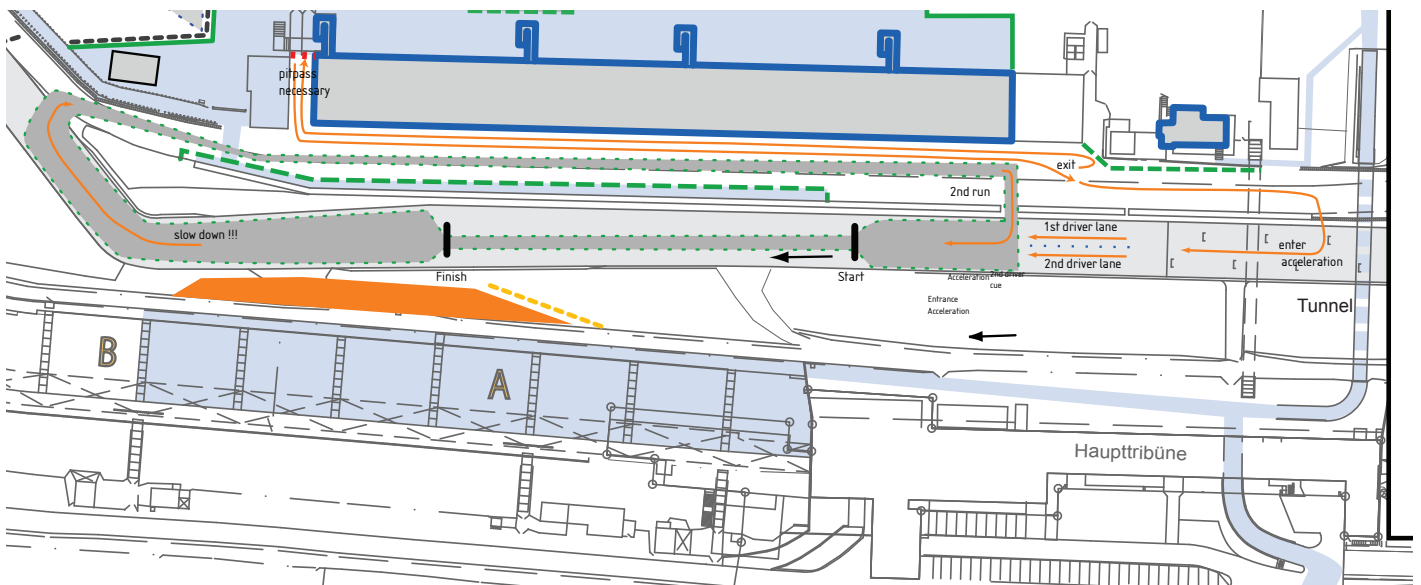 pitpass
necessary
exit
2nd run
1st driver lane
2nd driver lane
enter
acceleration
slow down !!!
Finish
Start
Acceleration 2nd driver
cue
Entrance
Acceleration
Tunnel
B
A
Haupttribüne